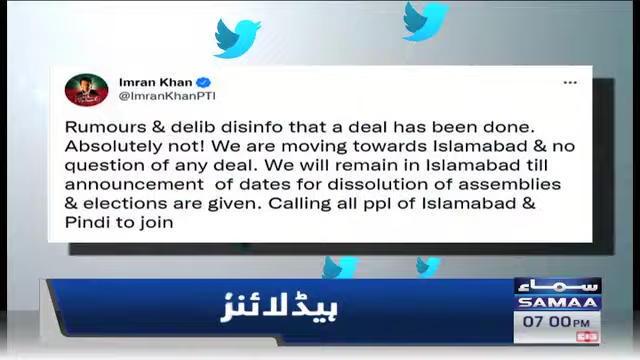 Imran Khan
@ImranKhanPTI
Rumours & delib disinfo that a deal has been done.
Absolutely not! We are moving towards Islamabad & no
question of any deal. We will remain in Islamabad till
announcement of dates for dissolution of assemblies
& elections are given. Calling all ppl of Islamabad &
Pindi to join
ہیڈلائنز
سماء
SAMAA
07:00PM